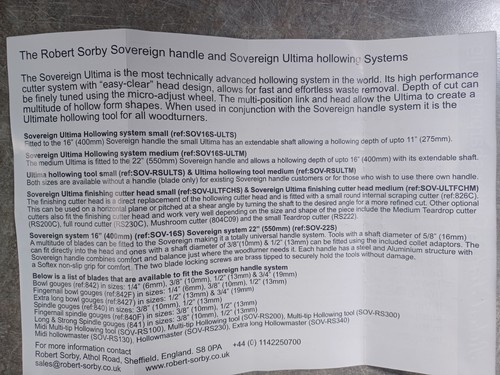 The Robert Sorby Sovereign handle and Sovereign Ultima hollowing Systems
The Sovereign Ultima is the most technically advanced hollowing system in the world. Its high performance
cutter system with "easy-clear" head design, allows for fast and effortless waste removal. Depth of cut can
be finely tuned using the micro-adjust wheel. The multi-position link and head allow the Ultima to create a
multitude of hollow form shapes. When used in conjunction with the Sovereign handle system it is the
Ultimate hollowing tool for all woodturners.
Sovereign Ultima Hollowing system small (ref:SOV16S-ULTS)
Fitted to the 16" (400mm) Sovereign handle the small Ultima has an extendable shaft allowing a hollowing depth of upto 11" (275mm).
Sovereign Ultima Hollowing system medium (ref:SOV16S-ULTM)
The medium Ultima is fitted to the 22" (550mm) Sovereign handle and allows a hollowing depth of upto 16" (400mm) with its extendable shaft.
Ultima hollowing tool small (ref:SOV-RSULTS) & Ultima hollowing tool medium (ref:SOV-RSULTM)
Both sizes are available without a handle (blade only) for existing Sovereign handle customers or for those who wish to use there own handle.
Sovereign Ultima finishing cutter head small (ref:SOV-ULTFCHS) & Sovereign Ultima finishing cutter head medium (ref:SOV-ULTFCHM)
The finishing cutter head is a direct replacement of the hollowing cutter head and is fitted with a small round internal scraping cutter (ref:826C).
This can be used on a horizontal plane or pitched at a shear angle by turning the shaft to the desired angle for a more refined cut. Other optional
cutters also fit the finishing cutter head and work very well depending on the size and shape of the piece include the Medium Teardrop cutter
(RS200C), full round cutter (RS230C), Mushroom cutter (804C09) and the small Teardrop cutter (RS222).
Sovereign system 16" (400mm) (ref:SOV-16S) Sovereign system 22" (550mm) (ref:SOV-22S)
A multitude of blades can be fitted to the Sovereign making it a totally universal handle system. Tools with a shaft diameter of 5/8" (16mm)
can fit directly into the head and ones with a shaft diameter of 3/8"(10mm) & 1/2" (13mm) can be fitted using the included collet adaptors. The
Sovereign handle combines comfort and balance just where the woodturner needs it. Each handle has a steel and Aluminium structure with
a Softex non-slip grip for comfort. The two blade locking screws are brass tipped to securely hold the tools without damage.
Below is a list of blades that are available to fit the Sovereign handle system
Bowl gouges (ref:842) in sizes: 1/4" (6mm), 3/8" (10mm), 1/2" (13mm) & 3/4" (19mm)
Fingernail bowl gouges (ref:842F) in sizes: 1/4" (6mm), 3/8" (10mm), 1/2" (13mm)
Extra long bowl gouges (ref:842) in sizes: 1/2" (13mm) & 3/4" (19mm)
Spindle gouges (ref 840) in sizes: 3/8" (10mm), 1/2" (13mm)
Fingernail spindle gouges (ref:840F) in sizes: 3/8" (10mm), 1/2" (13mm)
Long & Strong Spindle gouges (841) in sizes: 3/8" (10mm), 1/2" (13mm)
Midi Multi-tip Hollowing tool (SOV-RS100), Multi-tip Hollowing tool (SOV-RS200), Multi-tip Hollowing tool (SOV-RS300)
Midi hollowmaster (SOV-RS130), Hollowmaster (SOV-RS230), Extra long Hollowmaster (SOV-RS340)
For more information contact
Robert Sorby, Athol Road, Sheffield, England. S8 0PA +44 (0) 1142250700
sales@robert-sorby.co.uk www.robert-sorby.co.uk